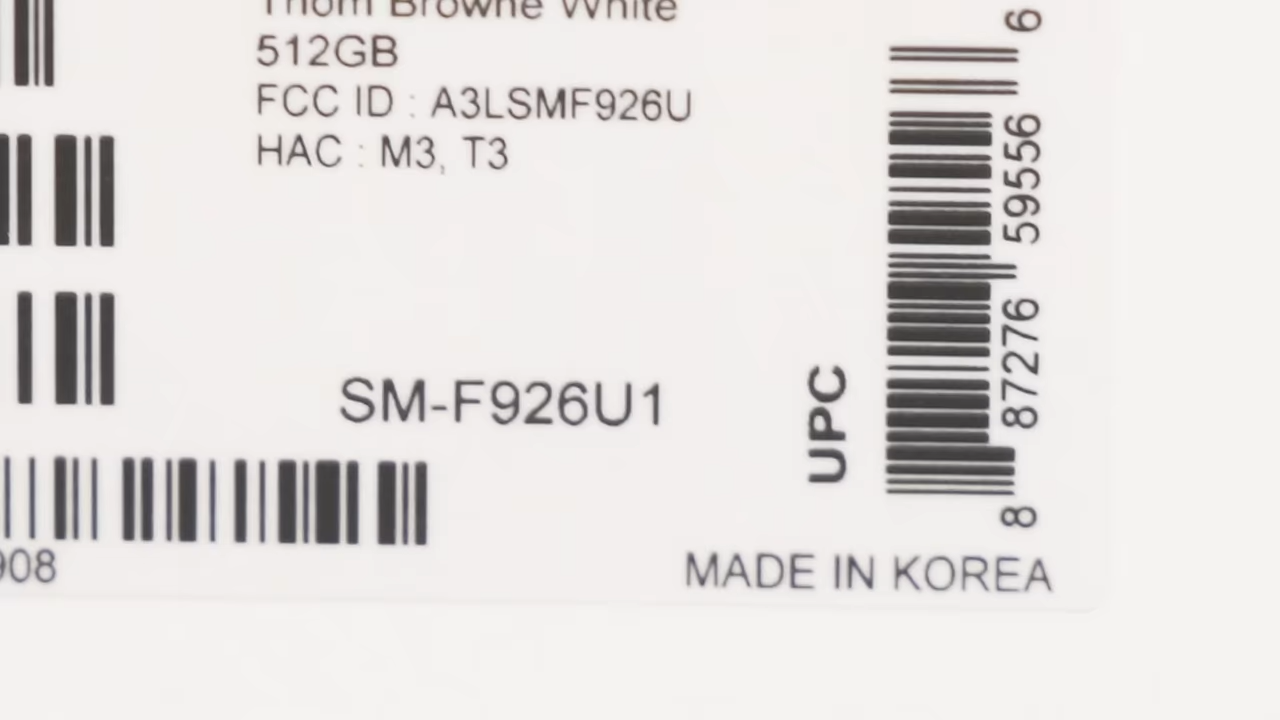 Thom Browne White
512GB
FCC ID : A3LSMF926U
HAC : M3, T3
SM-F926U1
UPC
8 87276 59556 6
908
MADE IN KOREA